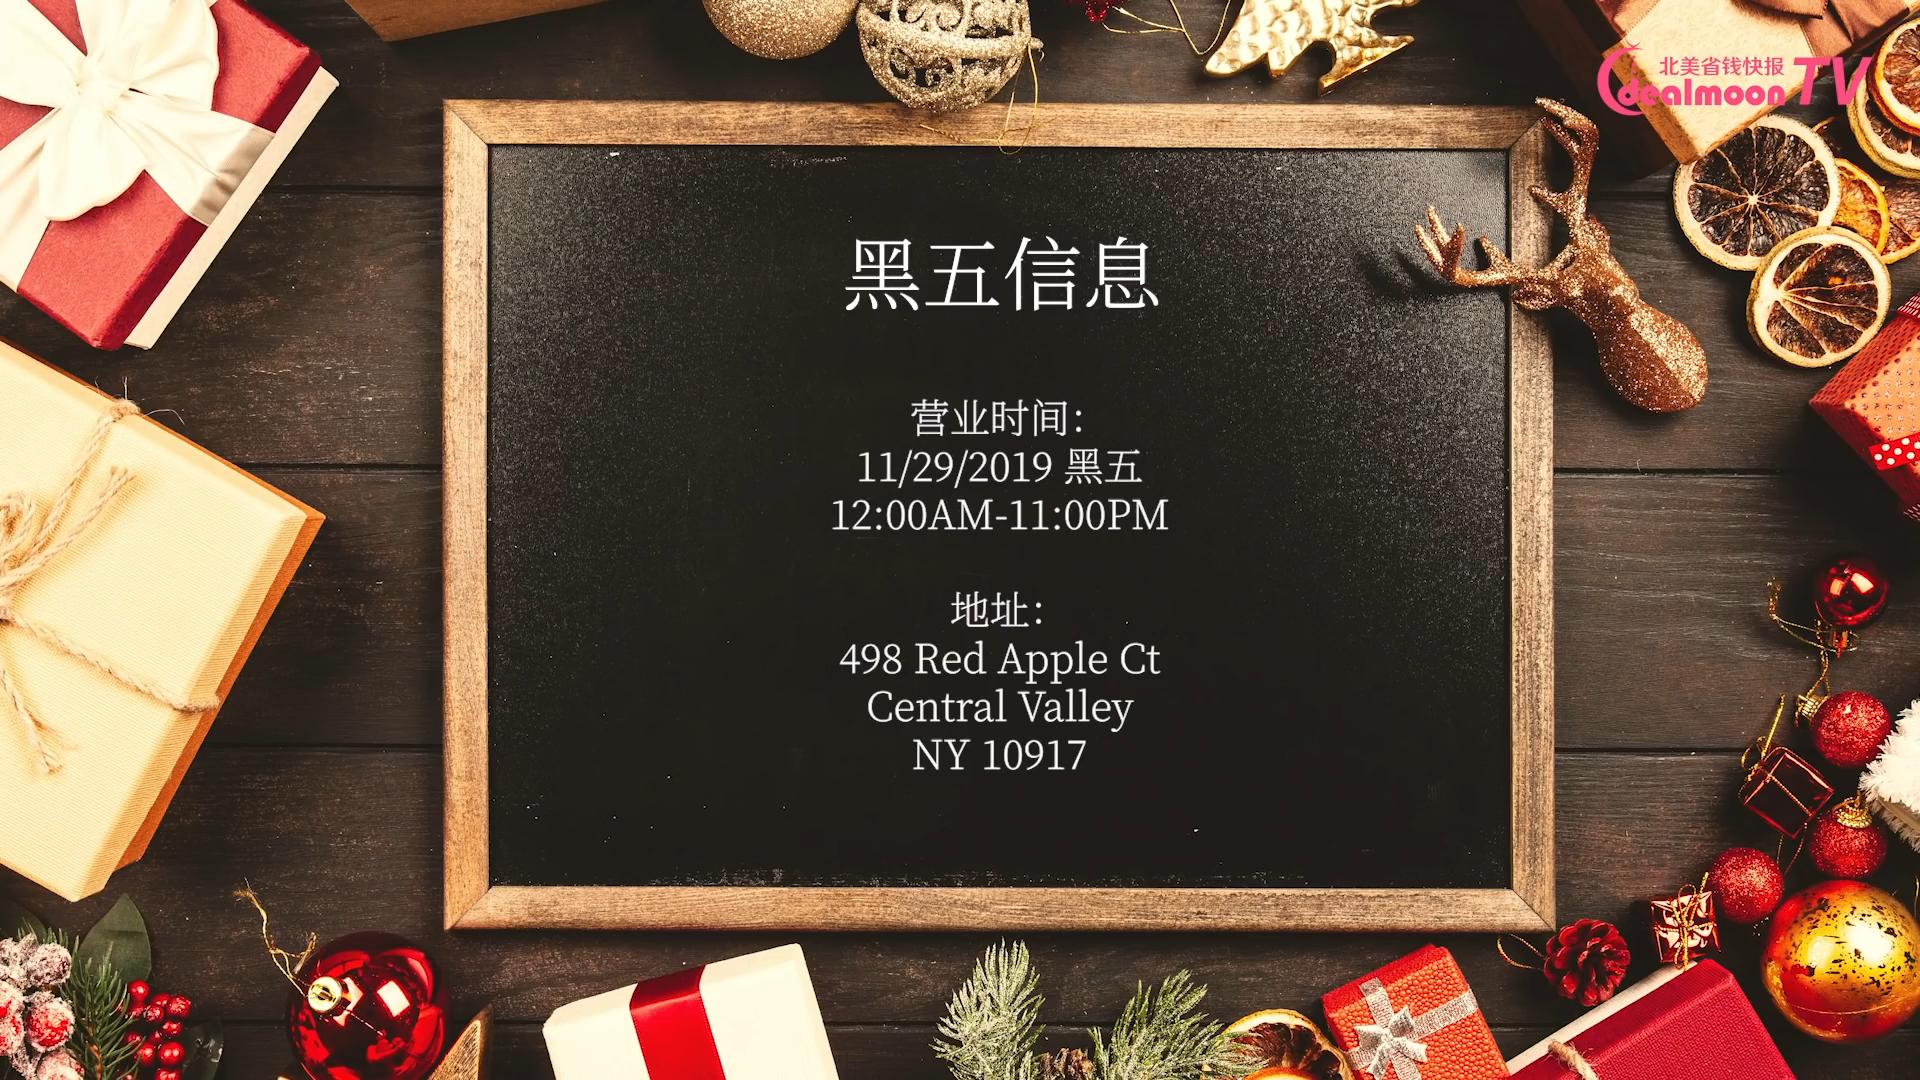 北美省钱快报
dealmoon TV
黑五信息
营业时间：
11/29/2019 黑五
12:00AM-11:00PM
地址：
498 Red Apple Ct
Central Valley
NY 10917